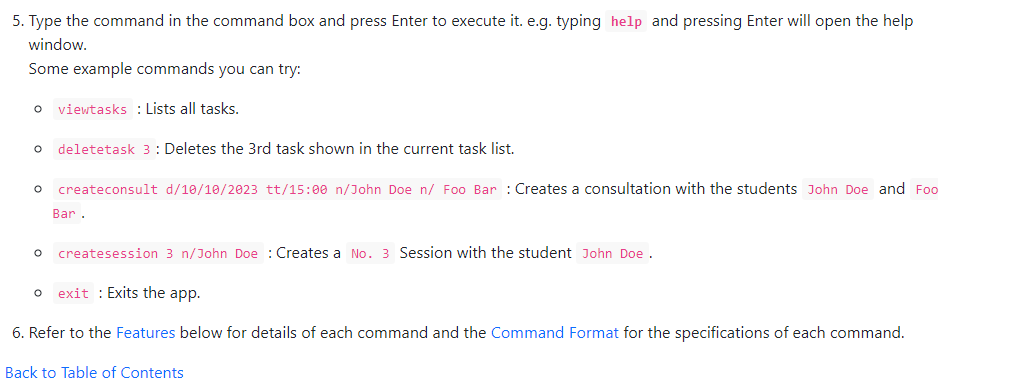 5. Type the command in the command box and press Enter to execute it. e.g. typing help and pressing Enter will open the help
window.
Some example commands you can try:
viewtasks : Lists all tasks.
deletetask 3 : Deletes the 3rd task shown in the current task list.
createconsult d/10/10/2023 tt/15:00 n/John Doe n/ Foo Bar : Creates a consultation with the students John Doe and Foo
Bar .
createsession 3 n/John Doe : Creates a No. 3 Session with the student John Doe .
exit : Exits the app.
6. Refer to the Features below for details of each command and the Command Format for the specifications of each command.
Back to Table of Contents